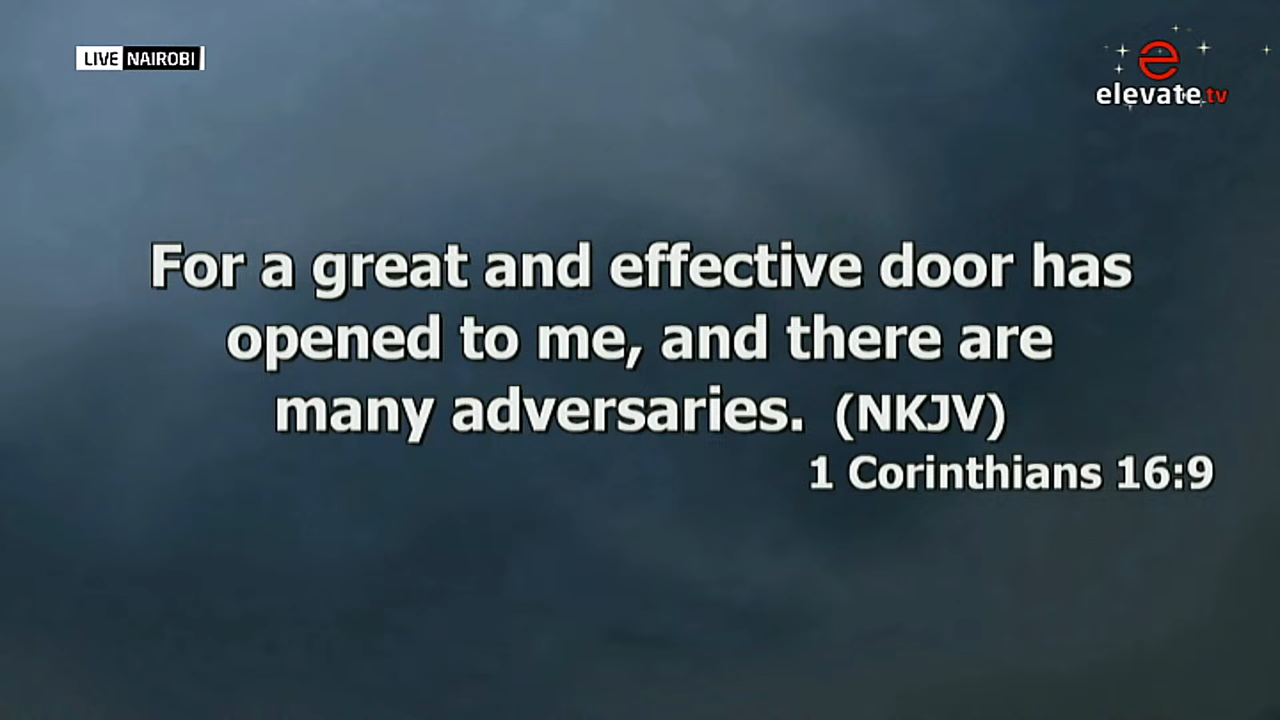 LIVE NAIROBI
e
elevate.tv
For a great and effective door has
opened to me, and there are
many adversaries. (NKJV)
1 Corinthians 16:9